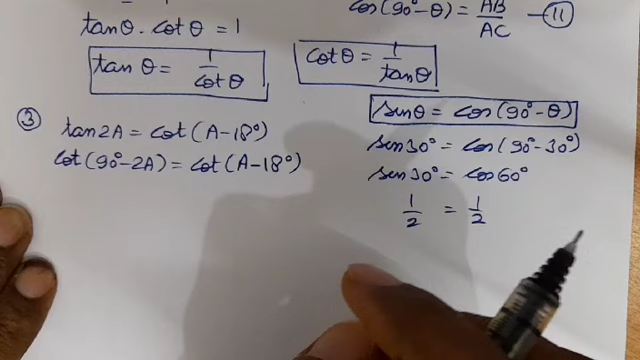 tanθ . cotθ = 1
tanθ = 1/cotθ
cotθ = 1/tanθ
③ tan2A = cot(A-18°)
cot(90°-2A) = cot(A-18°)
cos(90°-θ) = AB/AC — ⑪
sinθ = cos(90°-θ)
sin30° = cos(90°-30°)
sin30° = cos60°
1/2 = 1/2